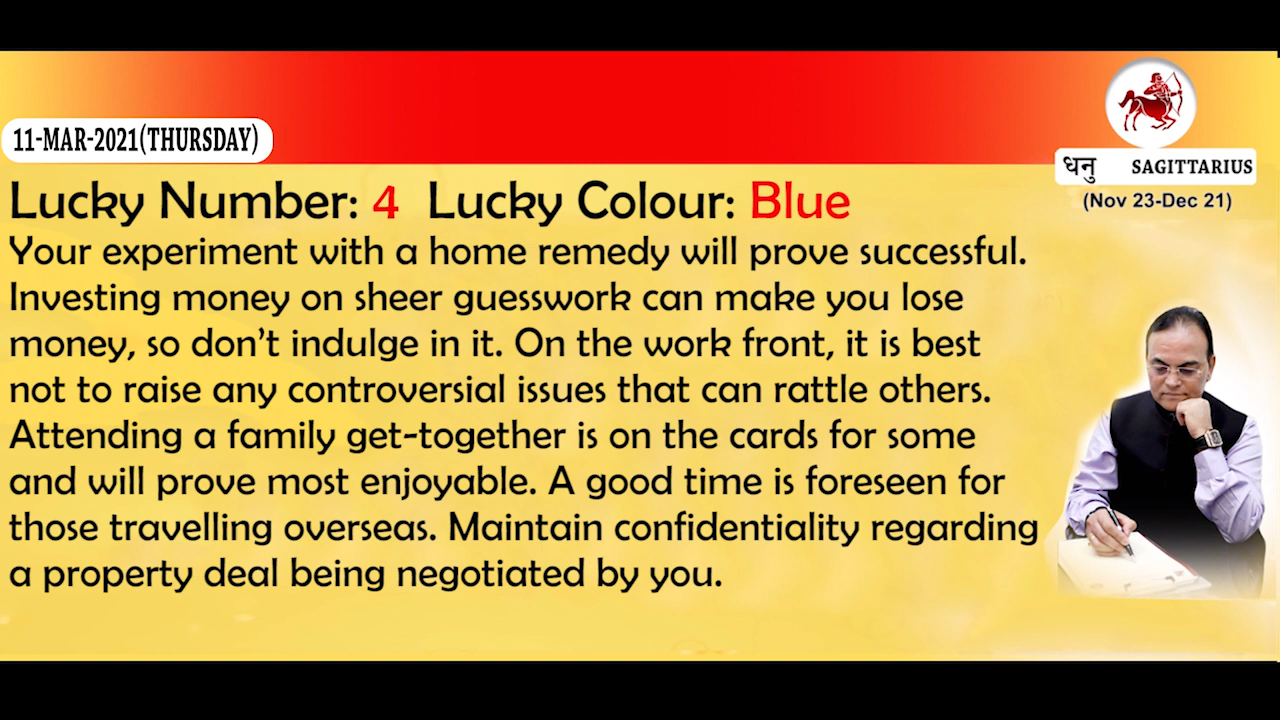 11-MAR-2021(THURSDAY)
धनु SAGITTARIUS
(Nov 23-Dec 21)
Lucky Number: 4 Lucky Colour: Blue
Your experiment with a home remedy will prove successful.
Investing money on sheer guesswork can make you lose
money, so don’t indulge in it. On the work front, it is best
not to raise any controversial issues that can rattle others.
Attending a family get-together is on the cards for some
and will prove most enjoyable. A good time is foreseen for
those travelling overseas. Maintain confidentiality regarding
a property deal being negotiated by you.